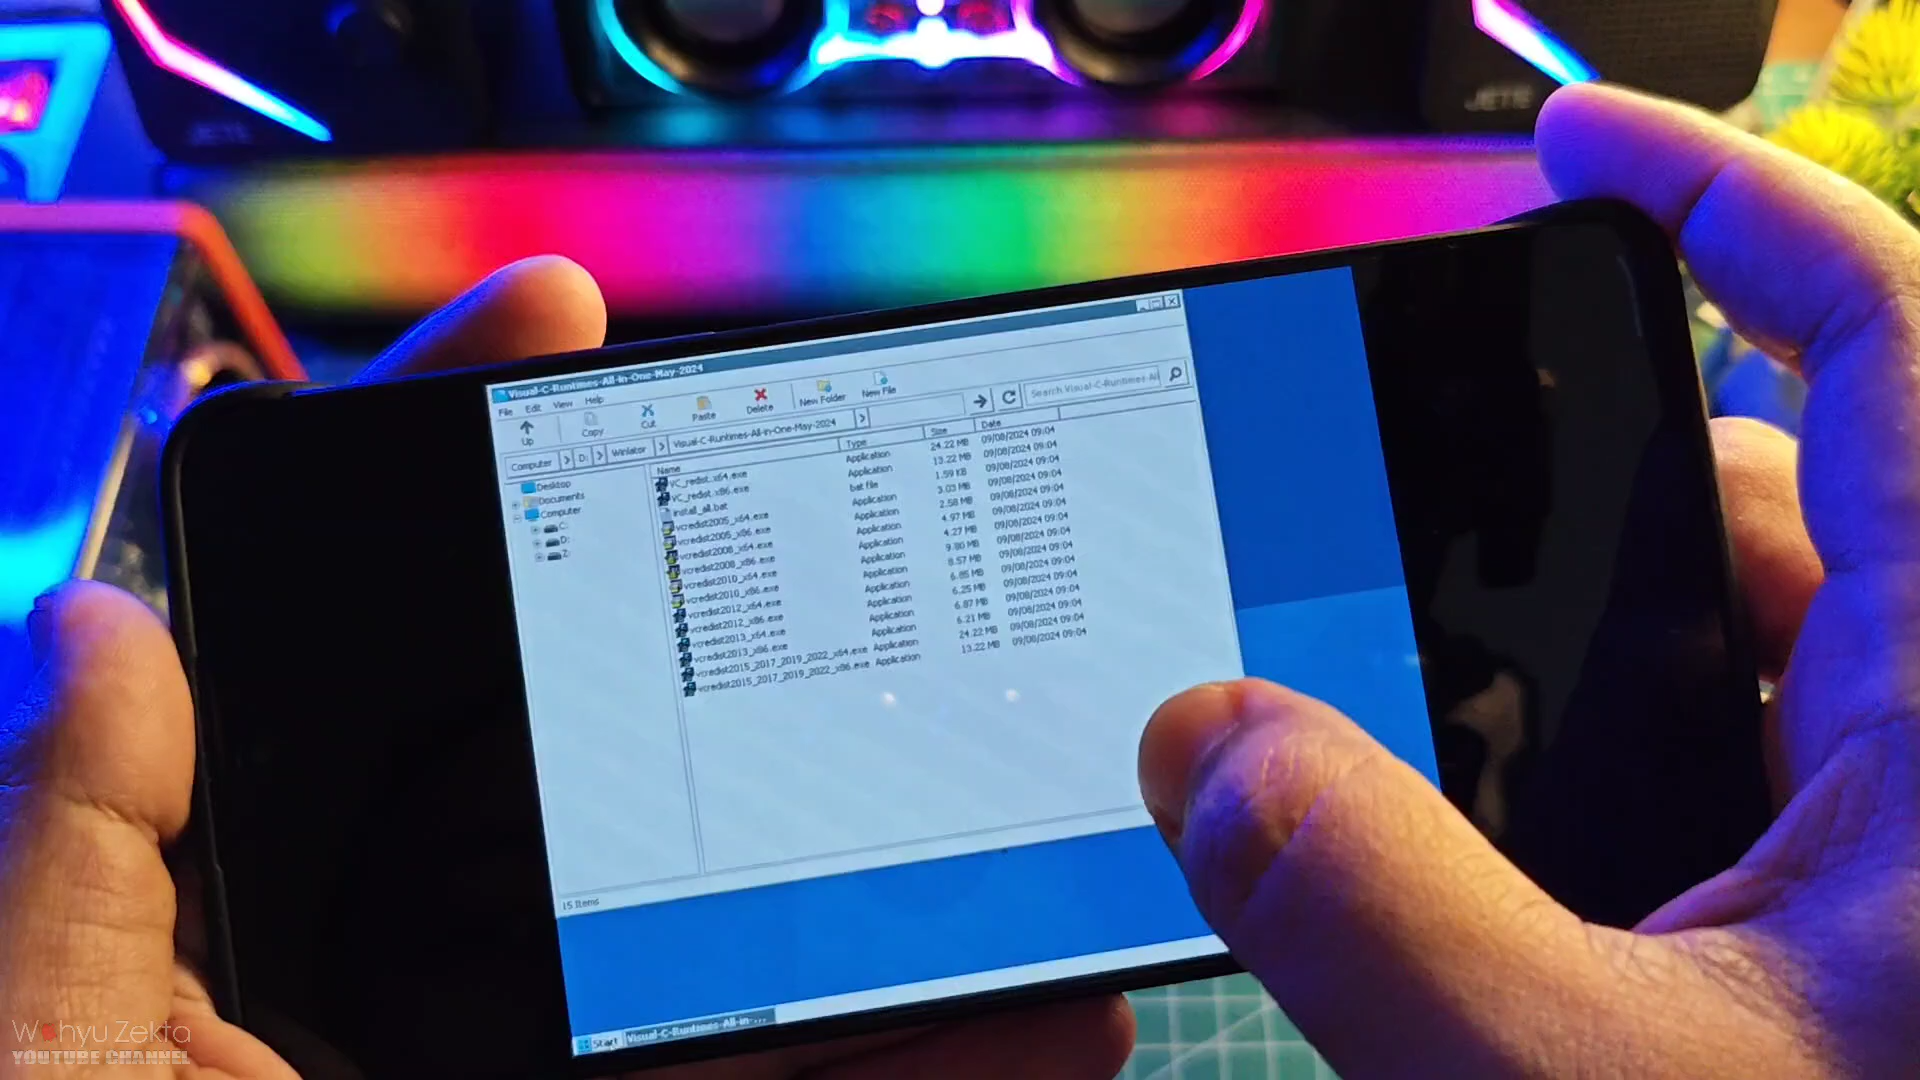 JETE
JETE
Visual-C-Runtimes-All-in-One-May-2024
File Edit View Help
Up Copy Cut Paste Delete New Folder New File
Computer > D: > Winlator > Visual-C-Runtimes-All-in-One-May-2024 > Search Visual-C-Runtimes-All
Desktop
Documents
Computer
C:
D:
Z:
Name Type Size Date
VC_redist.x64.exe Application 24.22 MB 09/08/2024 09:04
VC_redist.x86.exe Application 13.22 MB 09/08/2024 09:04
install_all.bat bat file 1.59 KB 09/08/2024 09:04
vcredist2005_x64.exe Application 3.03 MB 09/08/2024 09:04
vcredist2005_x86.exe Application 2.58 MB 09/08/2024 09:04
vcredist2008_x64.exe Application 4.97 MB 09/08/2024 09:04
vcredist2008_x86.exe Application 4.27 MB 09/08/2024 09:04
vcredist2010_x64.exe Application 9.80 MB 09/08/2024 09:04
vcredist2010_x86.exe Application 8.57 MB 09/08/2024 09:04
vcredist2012_x64.exe Application 6.85 MB 09/08/2024 09:04
vcredist2012_x86.exe Application 6.25 MB 09/08/2024 09:04
vcredist2013_x64.exe Application 6.87 MB 09/08/2024 09:04
vcredist2013_x86.exe Application 6.21 MB 09/08/2024 09:04
vcredist2015_2017_2019_2022_x64.exe Application 24.22 MB 09/08/2024 09:04
vcredist2015_2017_2019_2022_x86.exe Application 13.22 MB 09/08/2024 09:04
15 Items
Start Visual-C-Runtimes-All-in-...
Wahyu Zekta
YOUTUBE CHANNEL